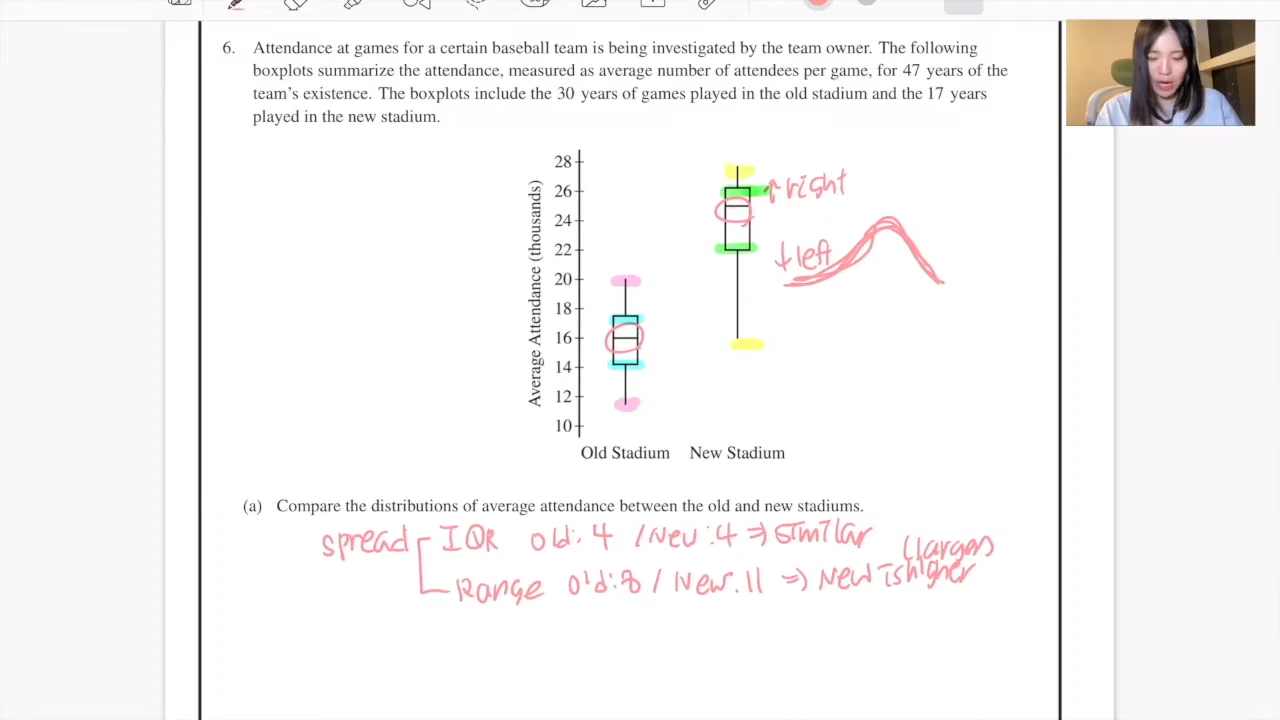 6. Attendance at games for a certain baseball team is being investigated by the team owner. The following
boxplots summarize the attendance, measured as average number of attendees per game, for 47 years of the
team's existence. The boxplots include the 30 years of games played in the old stadium and the 17 years
played in the new stadium.
Average Attendance (thousands)
28
26
24
22
20
18
16
14
12
10
↑ right
↓ left
Old Stadium New Stadium
(a) Compare the distributions of average attendance between the old and new stadiums.
spread IQR old: 4 / New: 4 ⇒ similar
(larger)
Range old: 8 / New: 11 ⇒ New is higher